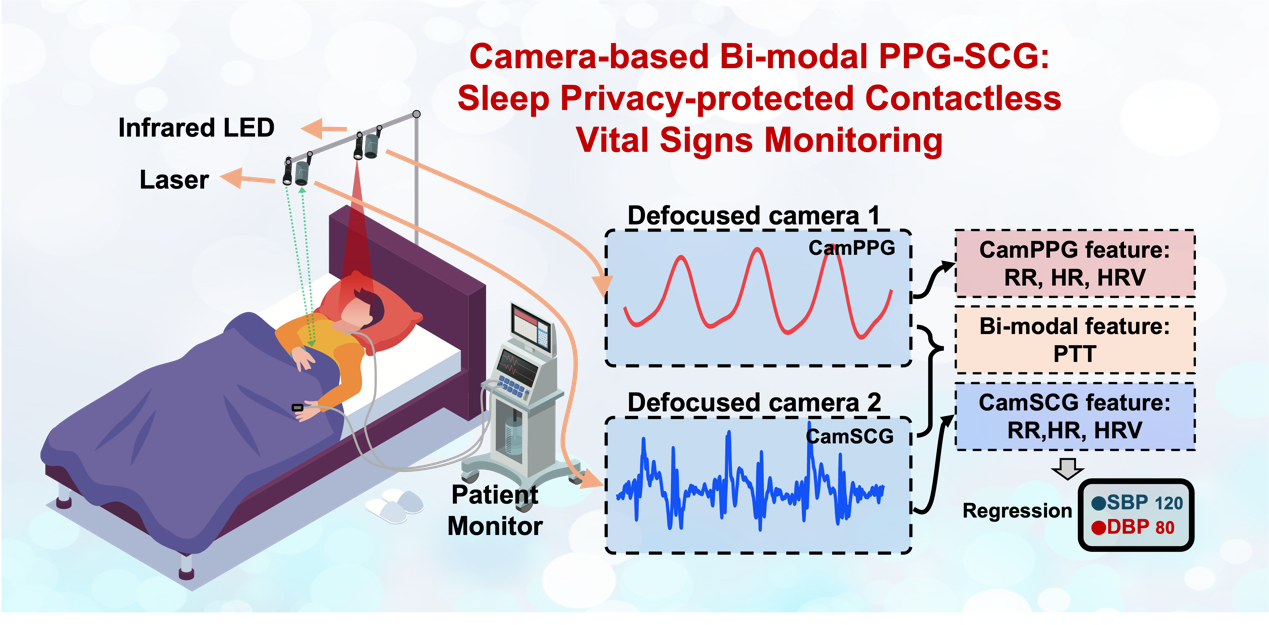 Camera-based Bi-modal PPG-SCG:
Sleep Privacy-protected Contactless
Vital Signs Monitoring
Infrared LED
Laser
Patient
Monitor
Defocused camera 1
CamPPG
Defocused camera 2
CamSCG
CamPPG feature:
RR, HR, HRV
Bi-modal feature:
PTT
CamSCG feature:
RR,HR, HRV
Regression
SBP 120
DBP 80